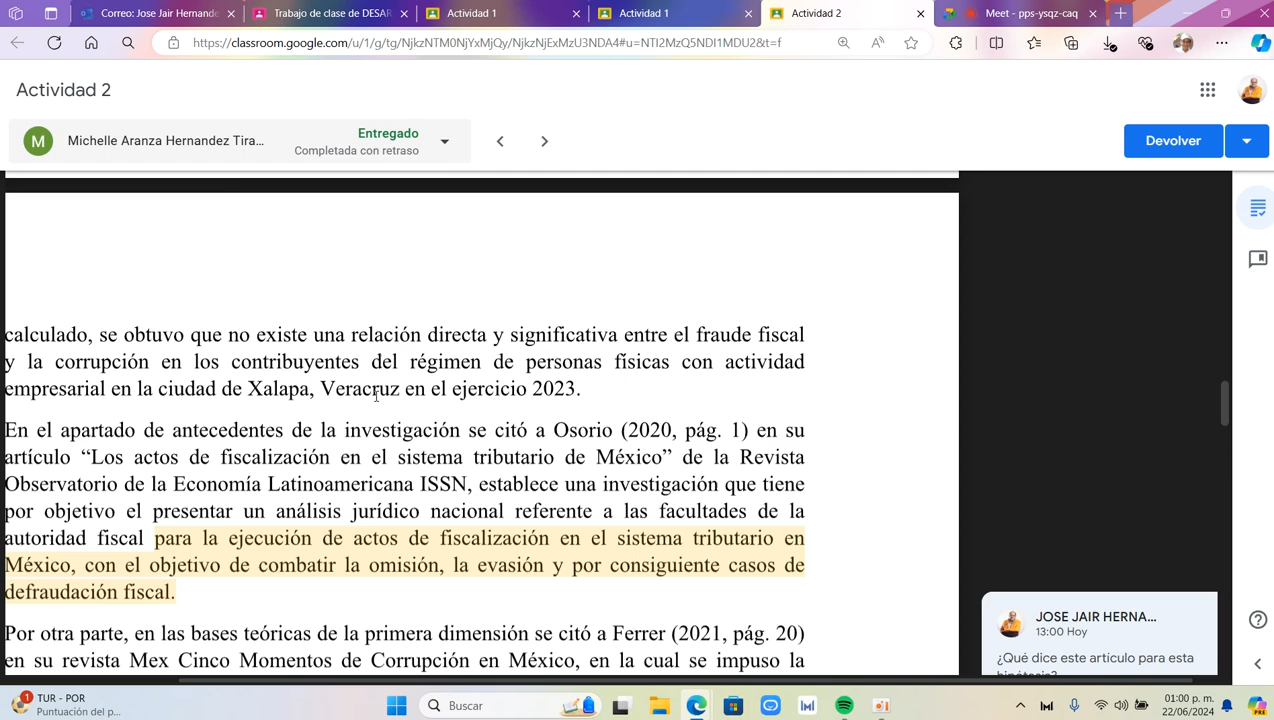 Correo: Jose Jair Hernande
Trabajo de clase de DESAR
Actividad 1
Actividad 1
Actividad 2
Meet - pps-ysqz-caq
https://classroom.google.com/u/1/g/tg/NjkzNTM0NjYxMjQy/NjkzNjExMzU3NDA4#u=NTI2MzQ5NDI1MDU2&t=f
Actividad 2
M
Michelle Aranza Hernandez Tira...
Entregado
Completada con retraso
Devolver
calculado, se obtuvo que no existe una relación directa y significativa entre el fraude fiscal
y la corrupción en los contribuyentes del régimen de personas físicas con actividad
empresarial en la ciudad de Xalapa, Veracruz en el ejercicio 2023.
En el apartado de antecedentes de la investigación se citó a Osorio (2020, pág. 1) en su
artículo “Los actos de fiscalización en el sistema tributario de México” de la Revista
Observatorio de la Economía Latinoamericana ISSN, establece una investigación que tiene
por objetivo el presentar un análisis jurídico nacional referente a las facultades de la
autoridad fiscal para la ejecución de actos de fiscalización en el sistema tributario en
México, con el objetivo de combatir la omisión, la evasión y por consiguiente casos de
defraudación fiscal.
Por otra parte, en las bases teóricas de la primera dimensión se citó a Ferrer (2021, pág. 20)
en su revista Mex Cinco Momentos de Corrupción en México, en la cual se impuso la
JOSE JAIR HERNA...
13:00 Hoy
¿Qué dice este artículo para esta
hipótesis?
1
TUR - POR
Puntuación del p...
Buscar
01:00 p. m.
22/06/2024